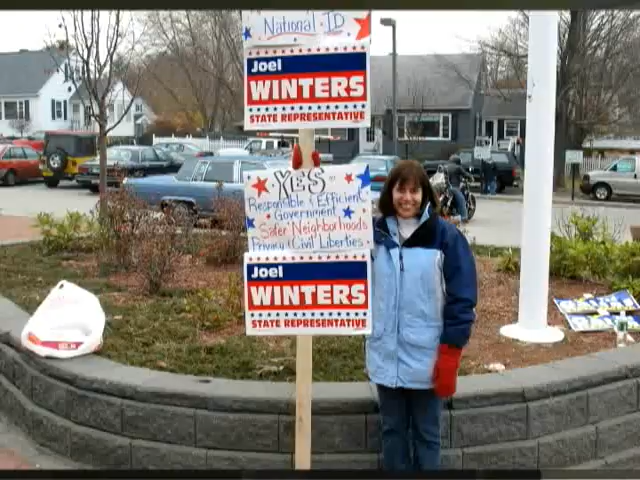 National ID
Joel
WINTERS
STATE REPRESENTATIVE
YES
Responsible & Efficient
Government
Safer Neighborhoods
Privacy & Civil Liberties
Joel
WINTERS
STATE REPRESENTATIVE